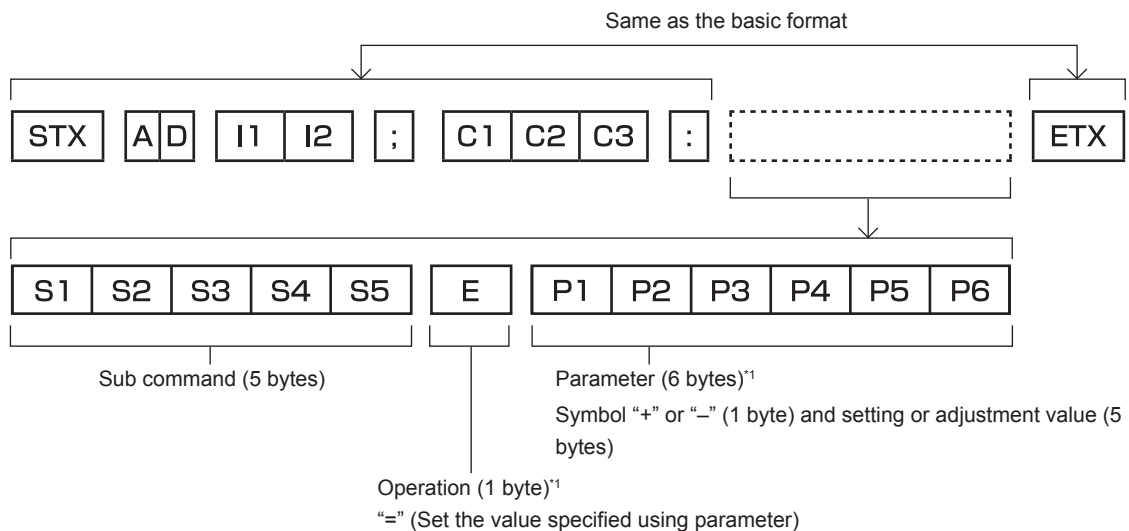 Same as the basic format
STX AD I1 I2 ; C1 C2 C3 : ETX
S1 S2 S3 S4 S5 E P1 P2 P3 P4 P5 P6
Sub command (5 bytes)
Parameter (6 bytes)*1
Symbol “+” or “–” (1 byte) and setting or adjustment value (5
bytes)
Operation (1 byte)*1
“=” (Set the value specified using parameter)